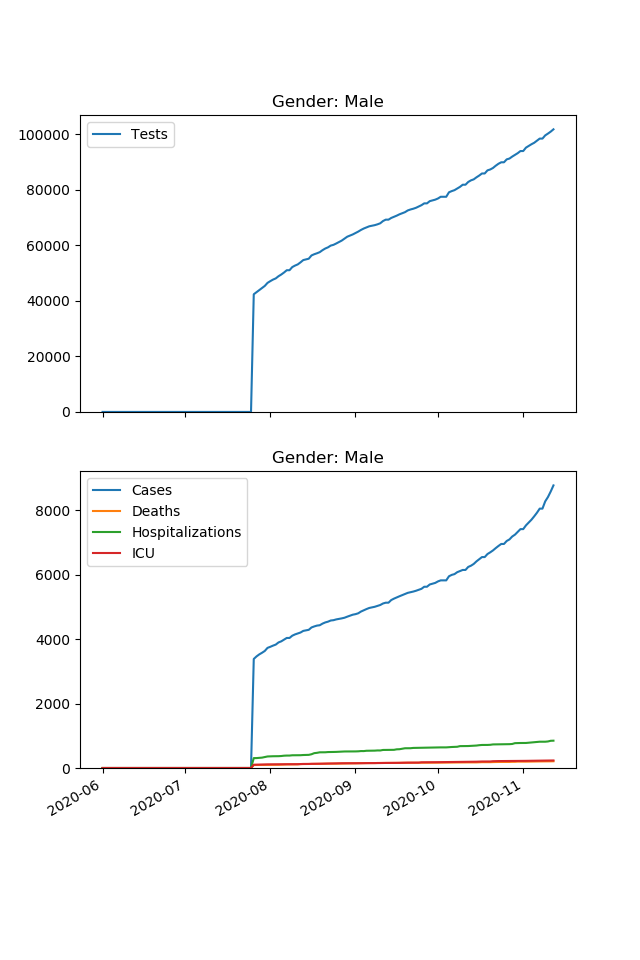 Gender: Male
Tests
100000
80000
60000
40000
20000
0
Gender: Male
Cases
Deaths
Hospitalizations
ICU
8000
6000
4000
2000
0
2020-06 2020-07 2020-08 2020-09 2020-10 2020-11